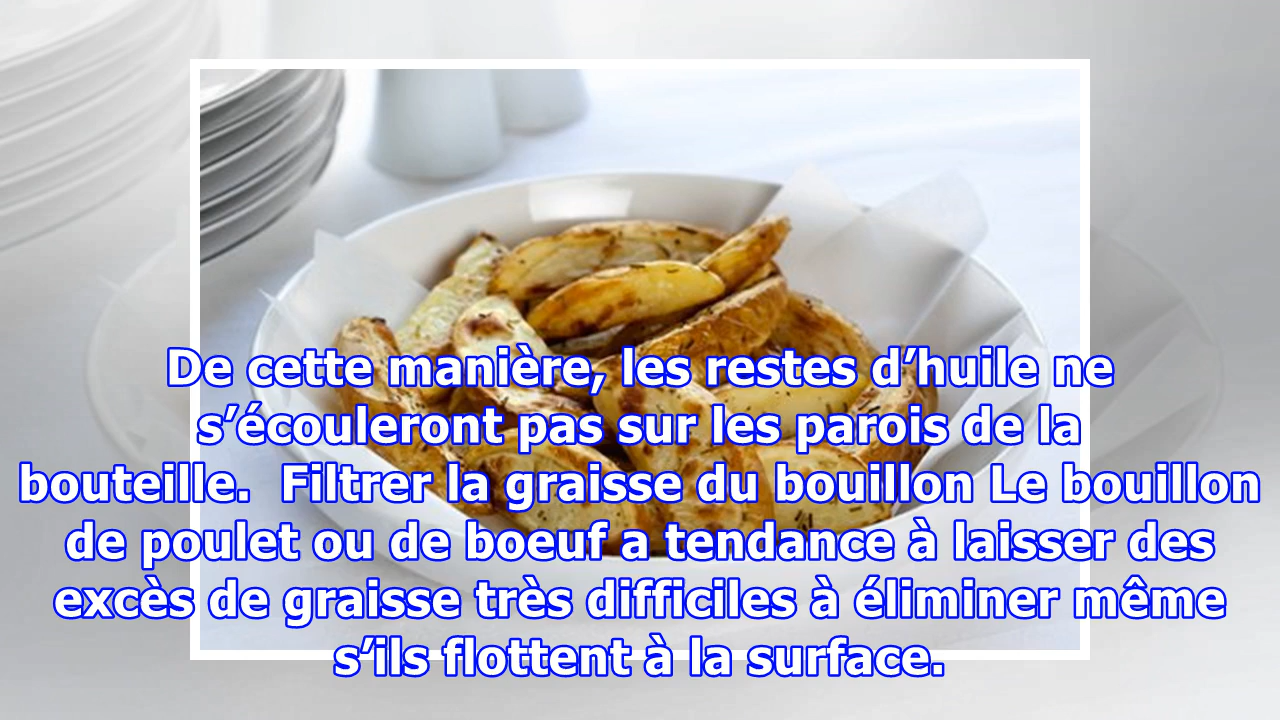 De cette manière, les restes d’huile ne
s’écouleront pas sur les parois de la
bouteille.  Filtrer la graisse du bouillon Le bouillon
de poulet ou de boeuf a tendance à laisser des
excès de graisse très difficiles à éliminer même
s’ils flottent à la surface.